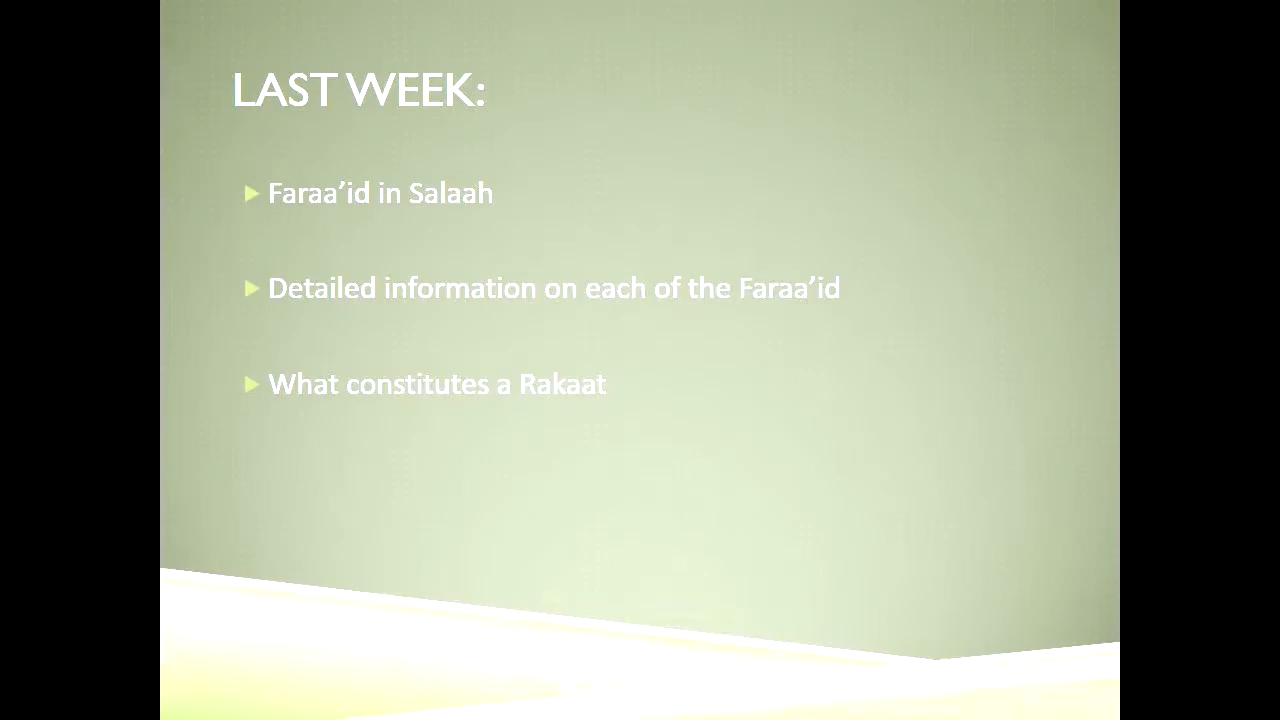 LAST WEEK:
Faraa’id in Salaah
Detailed information on each of the Faraa’id
What constitutes a Rakaat